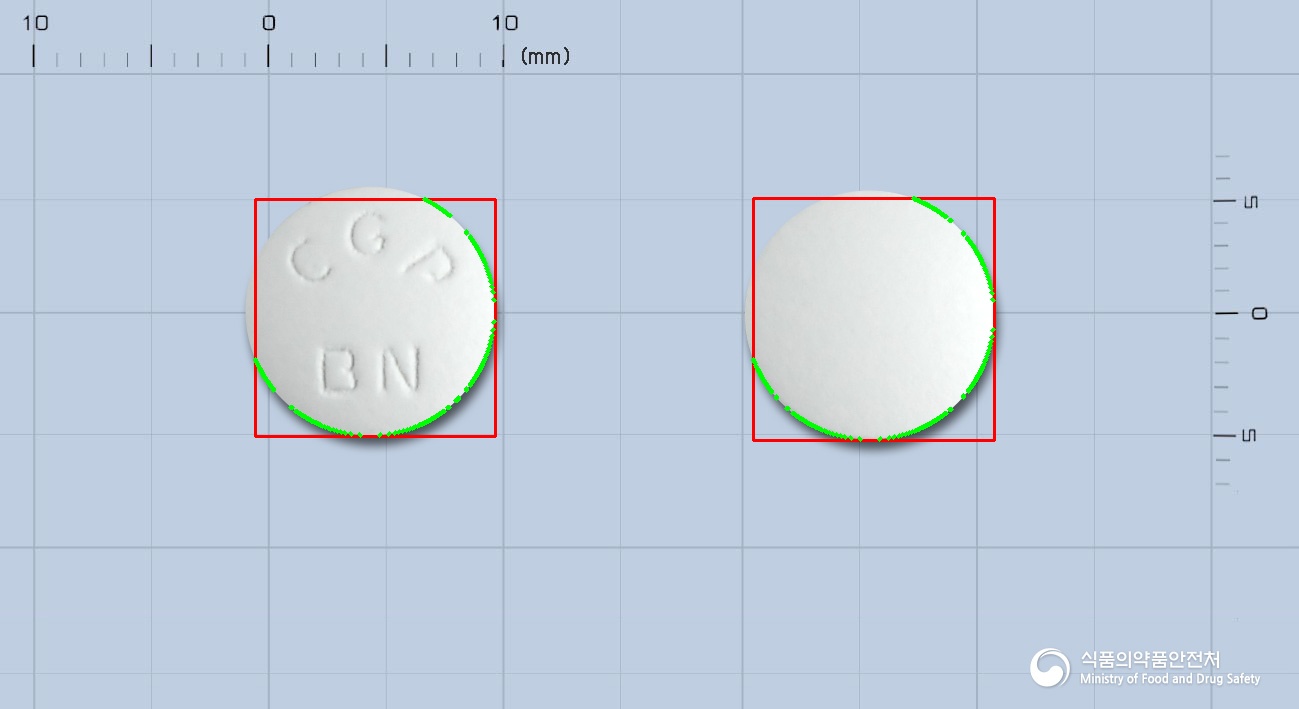 10 0 10
(mm)
CGP
BN
5
0
5
식품의약품안전처
Ministry of Food and Drug Safety